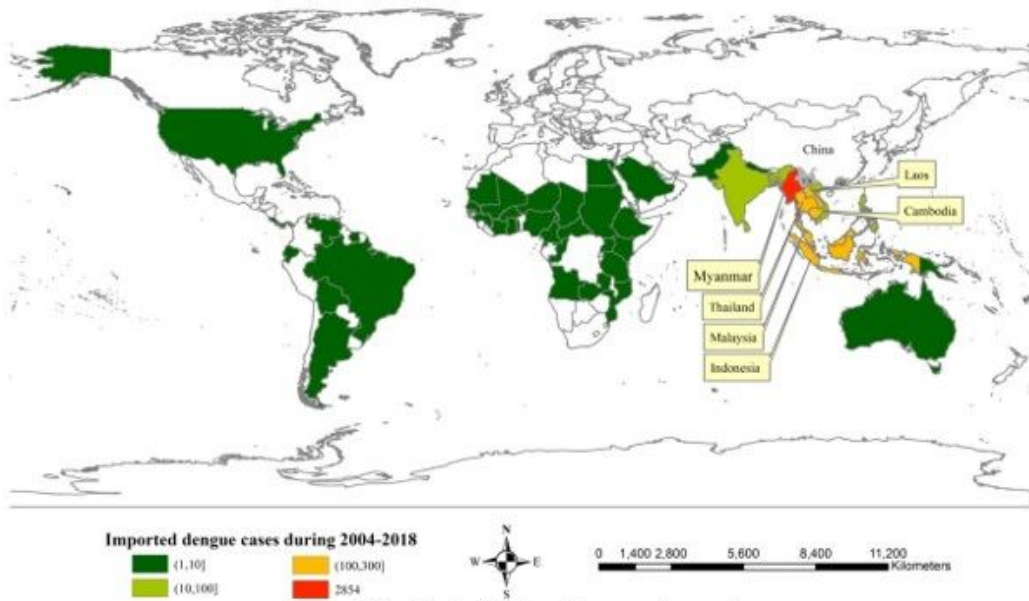 China
Laos
Cambodia
Myanmar
Thailand
Malaysia
Indonesia
Imported dengue cases during 2004-2018
(1,10]
(100,300]
(10,100]
2854
N
W E
S
0 1,400 2,800 5,600 8,400 11,200
Kilometers